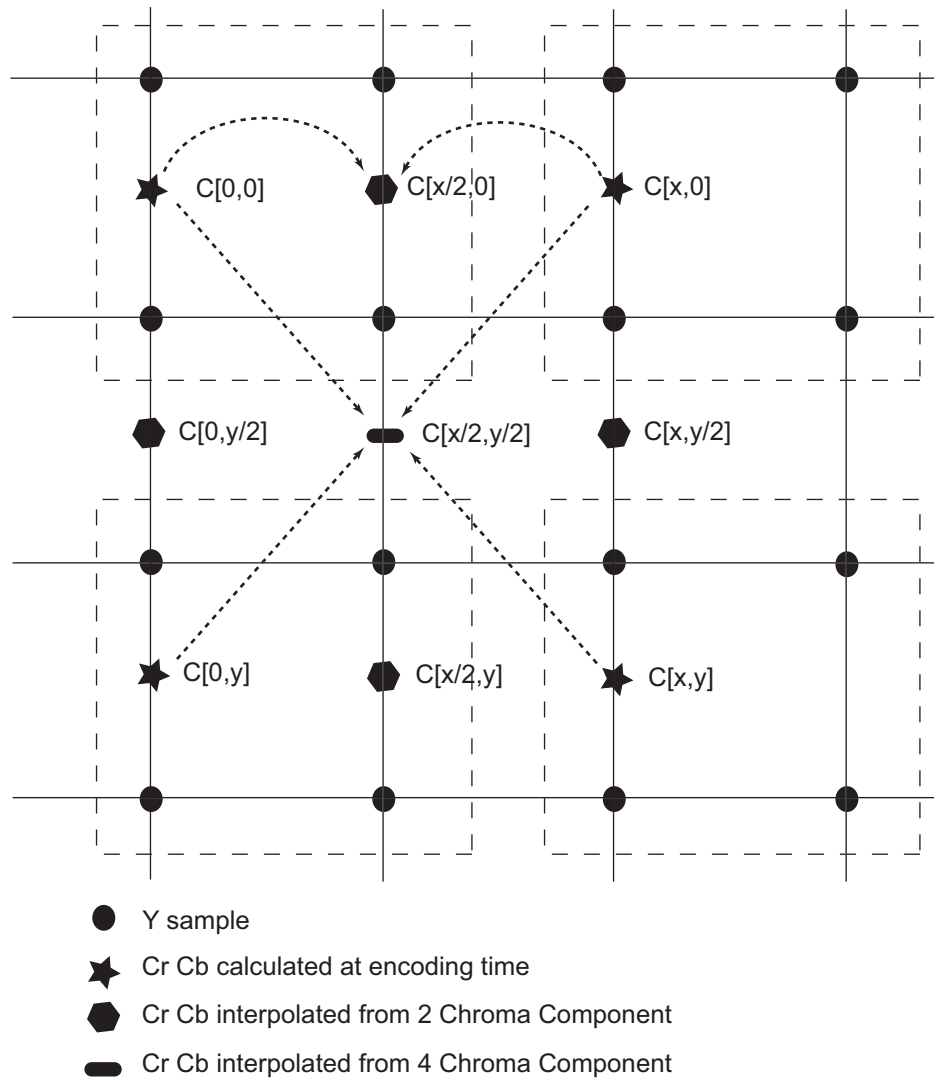 C[0,0]
C[x/2,0]
C[x,0]
C[0,y/2]
C[x/2,y/2]
C[x,y/2]
C[0,y]
C[x/2,y]
C[x,y]
Y sample
Cr Cb calculated at encoding time
Cr Cb interpolated from 2 Chroma Component
Cr Cb interpolated from 4 Chroma Component